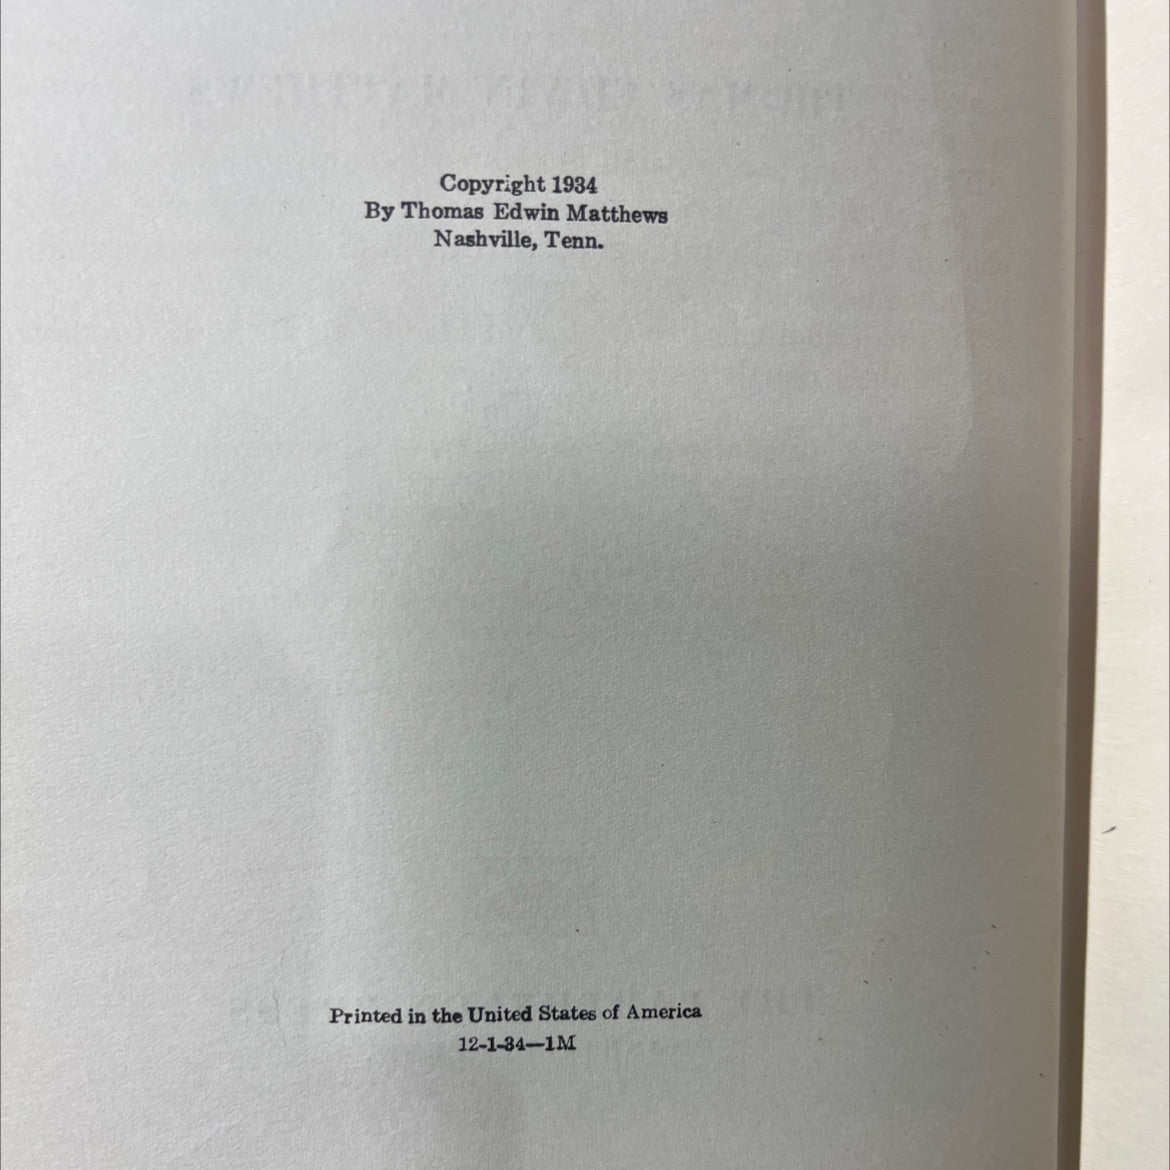 Copyright 1934
By Thomas Edwin Matthews
Nashville, Tenn.
Printed in the United States of America
12-1-34—1M